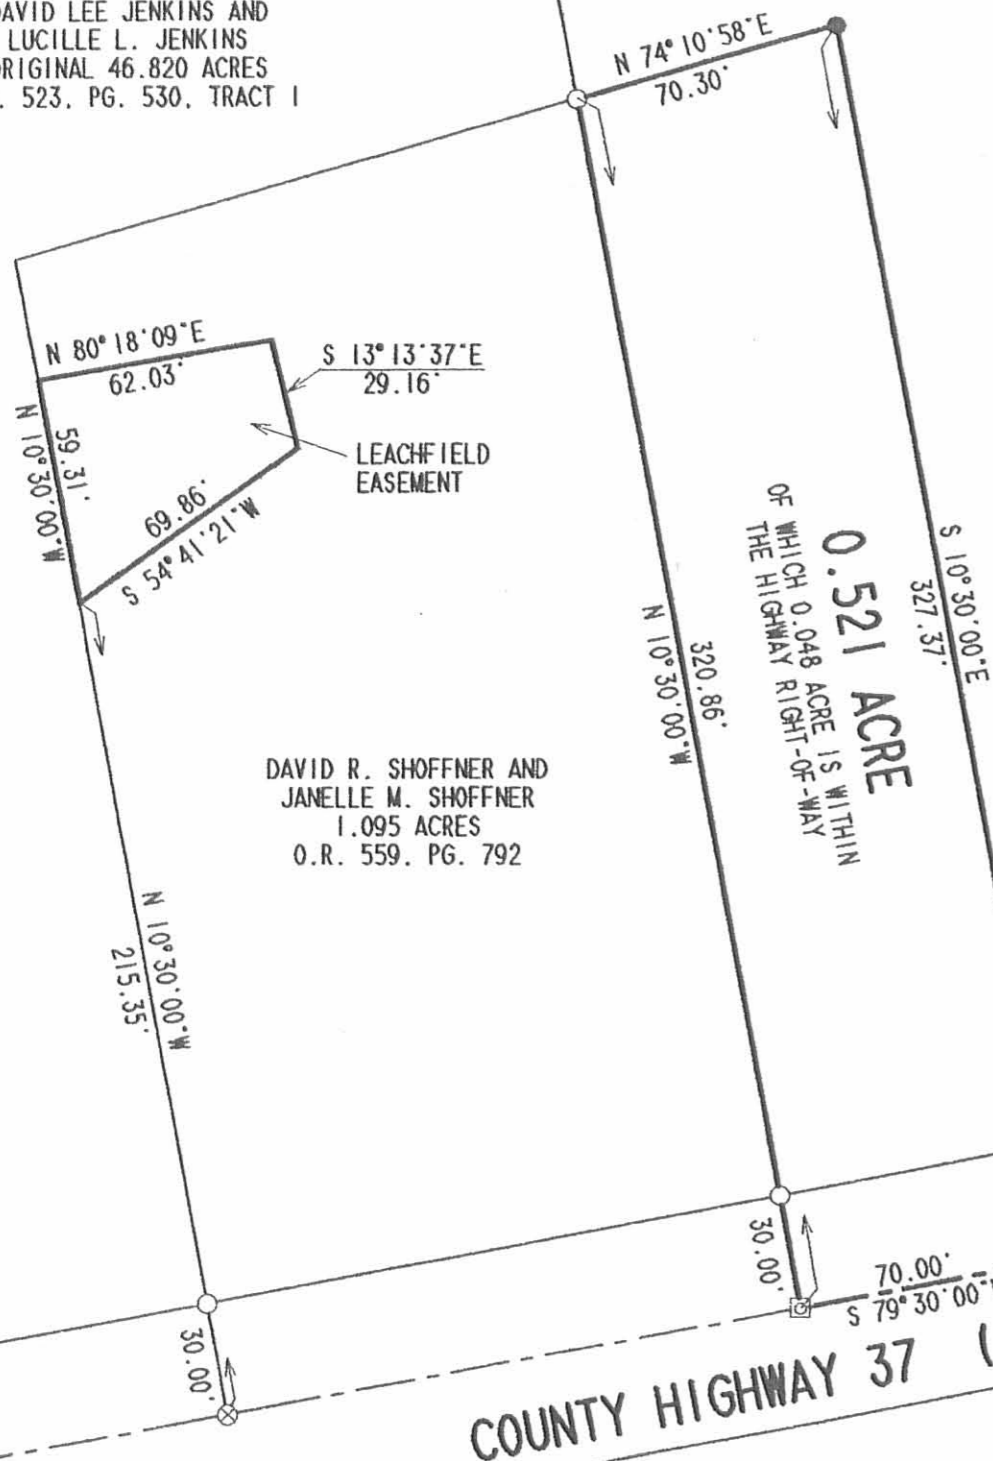 DAVID LEE JENKINS AND
LUCILLE L. JENKINS
ORIGINAL 46.820 ACRES
. 523, PG. 530, TRACT 1
N 74°10'58"E
70.30'
N 80°18'09"E
62.03'
S 13°13'37"E
29.16'
LEACHFIELD
EASEMENT
59.31'
N 10°30'00"W
69.86'
S 54°41'21"W
S 10°30'00"E
327.37'
0.521 ACRE
OF WHICH 0.048 ACRE IS WITHIN
THE HIGHWAY RIGHT-OF-WAY
320.86'
N 10°30'00"W
DAVID R. SHOFFNER AND
JANELLE M. SHOFFNER
1.095 ACRES
O.R. 559, PG. 792
N 10°30'00"W
215.35'
30.00'
30.00'
70.00'
S 79°30'00"
COUNTY HIGHWAY 37 (